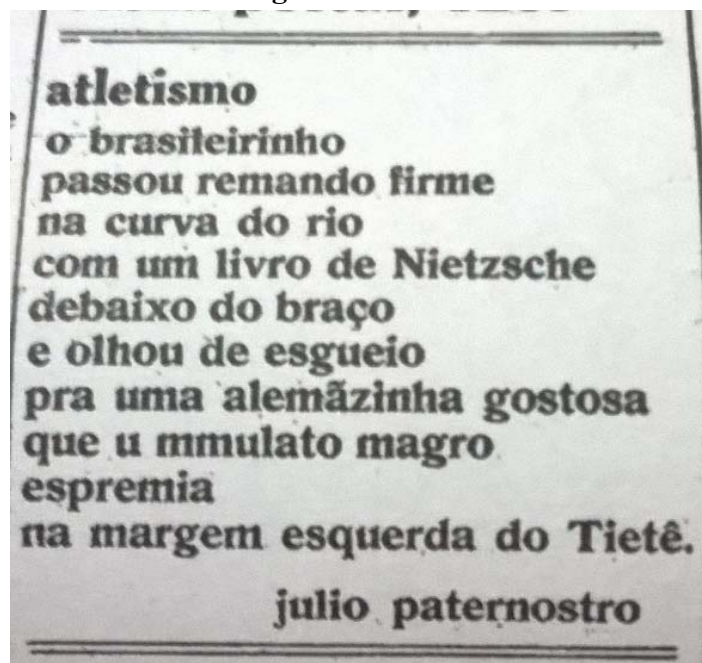 atletismo
o brasileirinho
passou remando firme
na curva do rio
com um livro de Nietzsche
debaixo do braço
e olhou de esgueio
pra uma alemãzinha gostosa
que u mmulato magro
espremia
na margem esquerda do Tietê.
julio paternostro